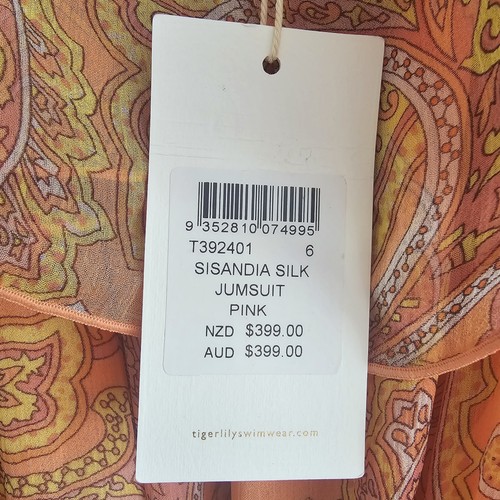 9 352810 074995
T392401 6
SISANDIA SILK
JUMSUIT
PINK
NZD $399.00
AUD $399.00
tigerlilyswimwear.com